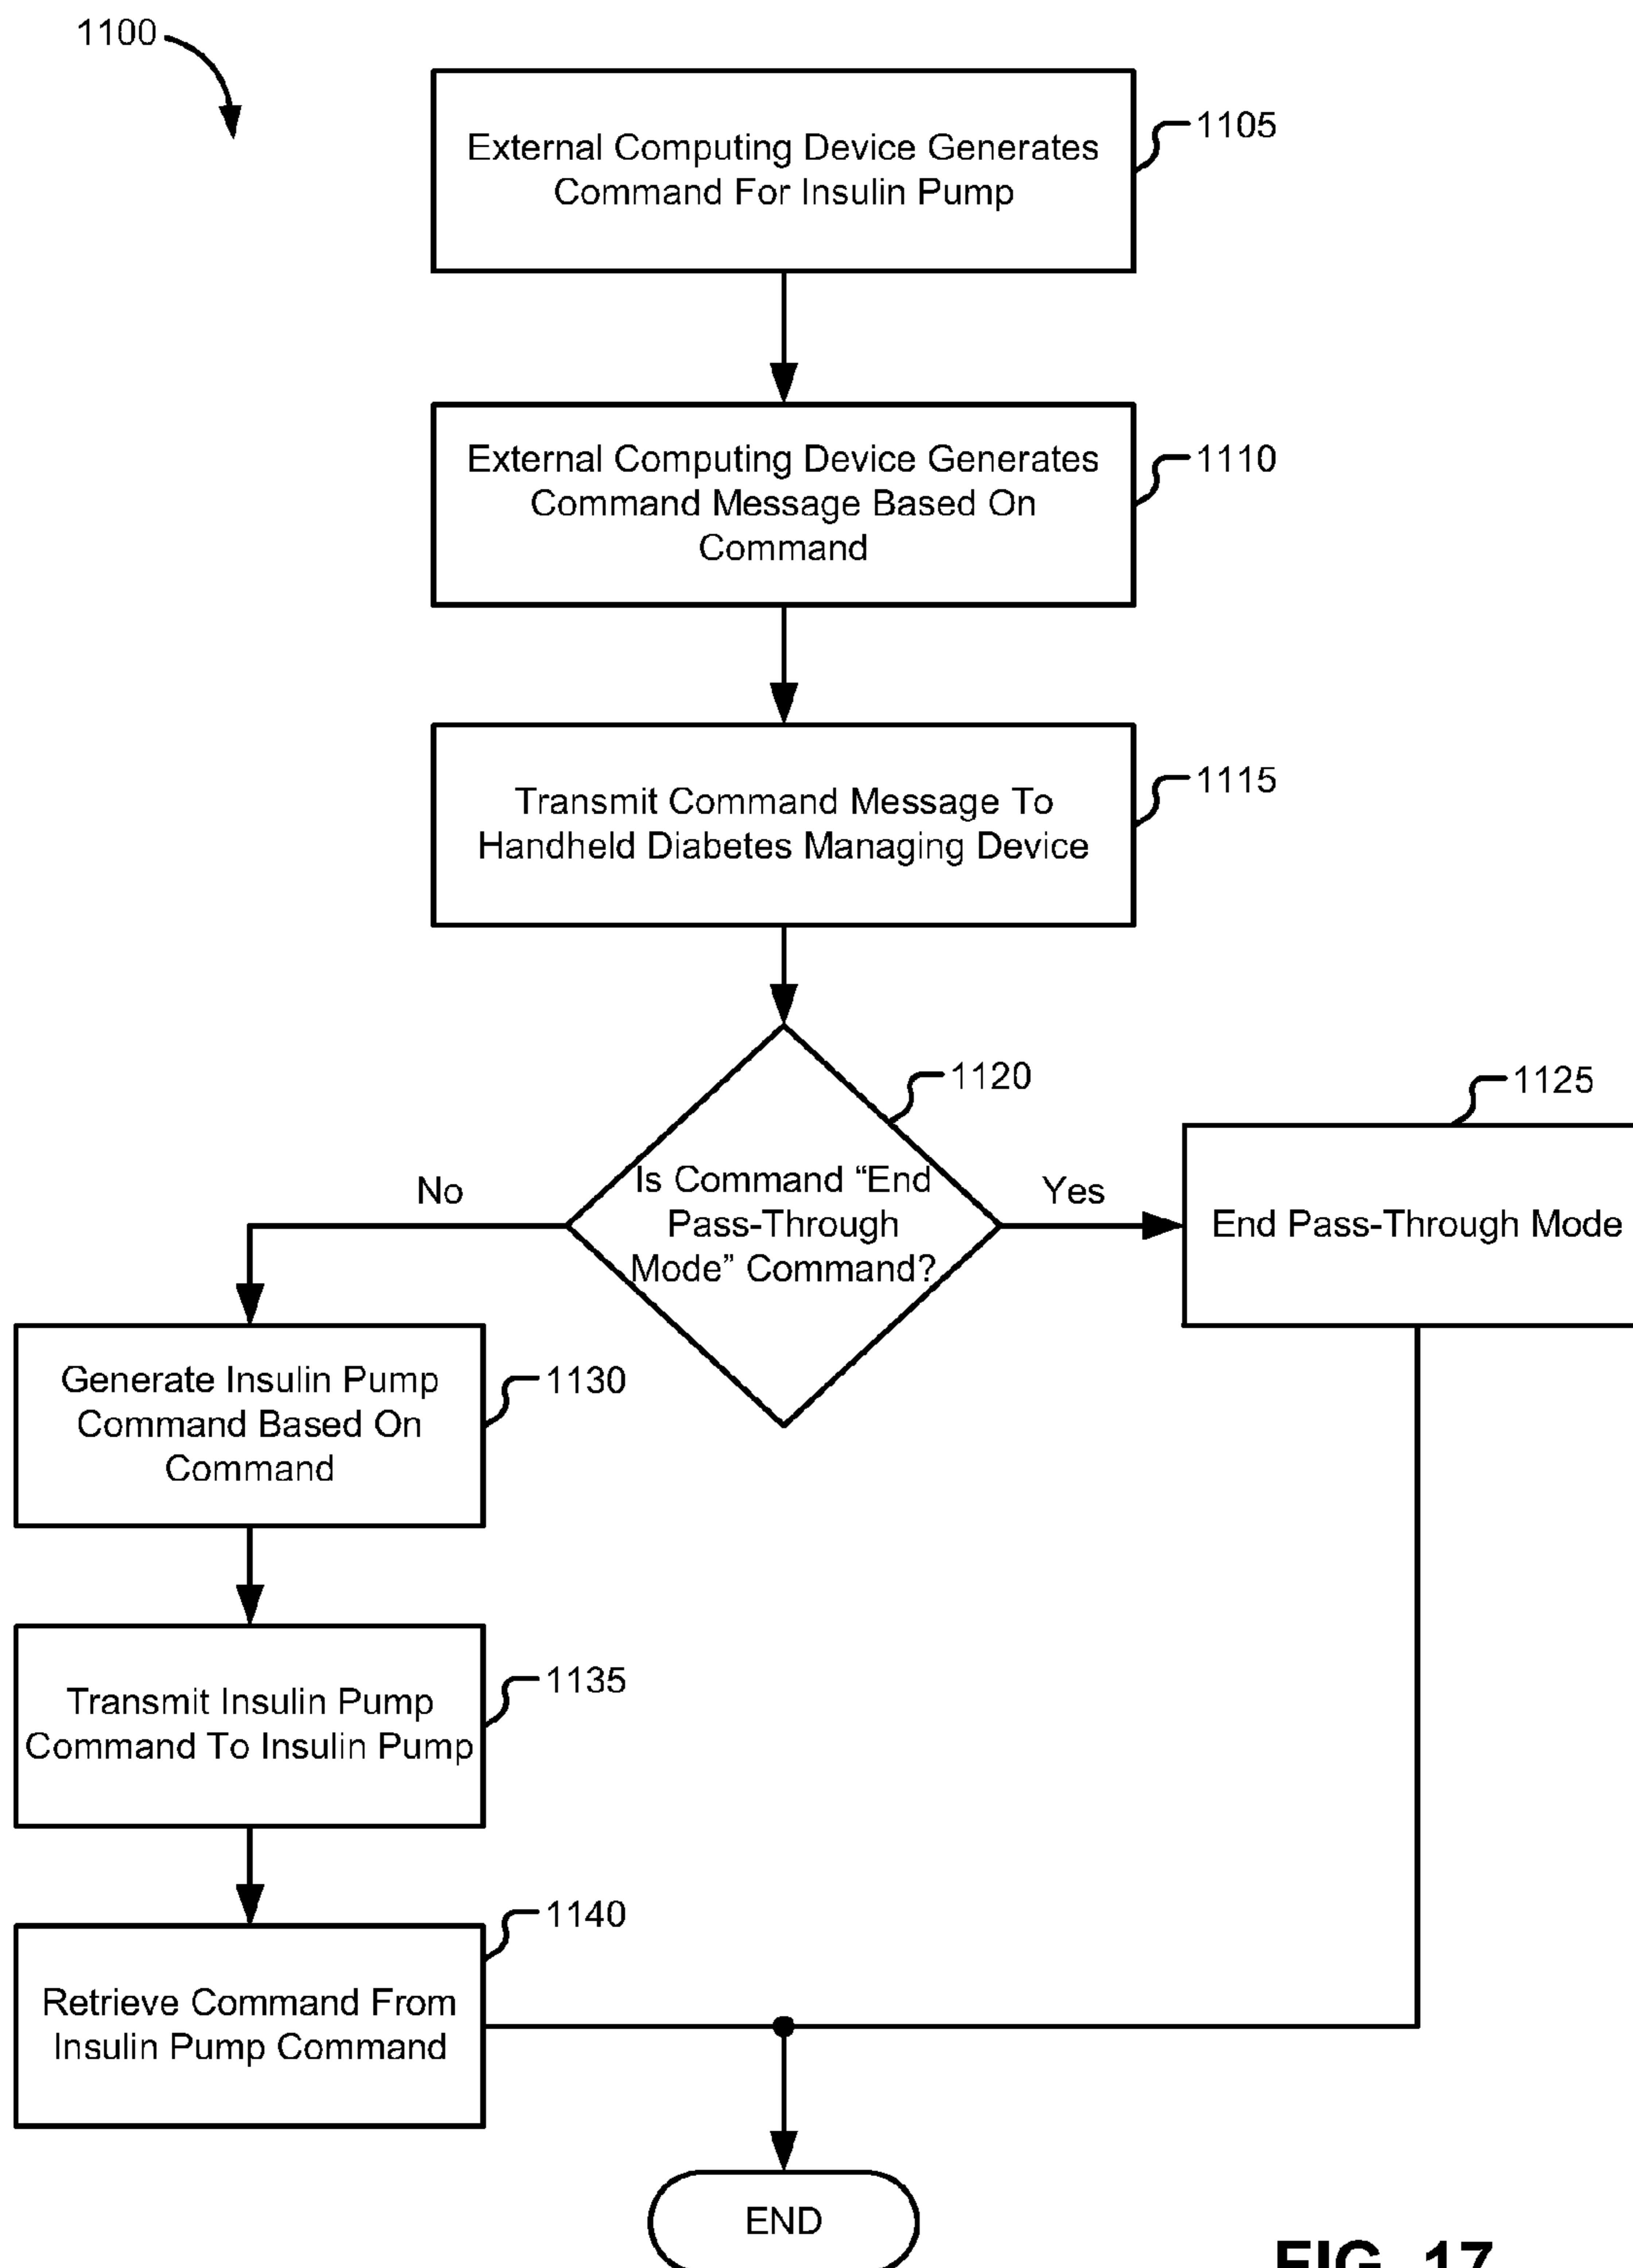 1100
External Computing Device Generates
Command For Insulin Pump
1105
External Computing Device Generates
Command Message Based On
Command
1110
Transmit Command Message To
Handheld Diabetes Managing Device
1115
1120
Is Command “End
Pass-Through
Mode” Command?
No
Yes
1125
End Pass-Through Mode
Generate Insulin Pump
Command Based On
Command
1130
Transmit Insulin Pump
Command To Insulin Pump
1135
1140
Retrieve Command From
Insulin Pump Command
END
FIG. 17